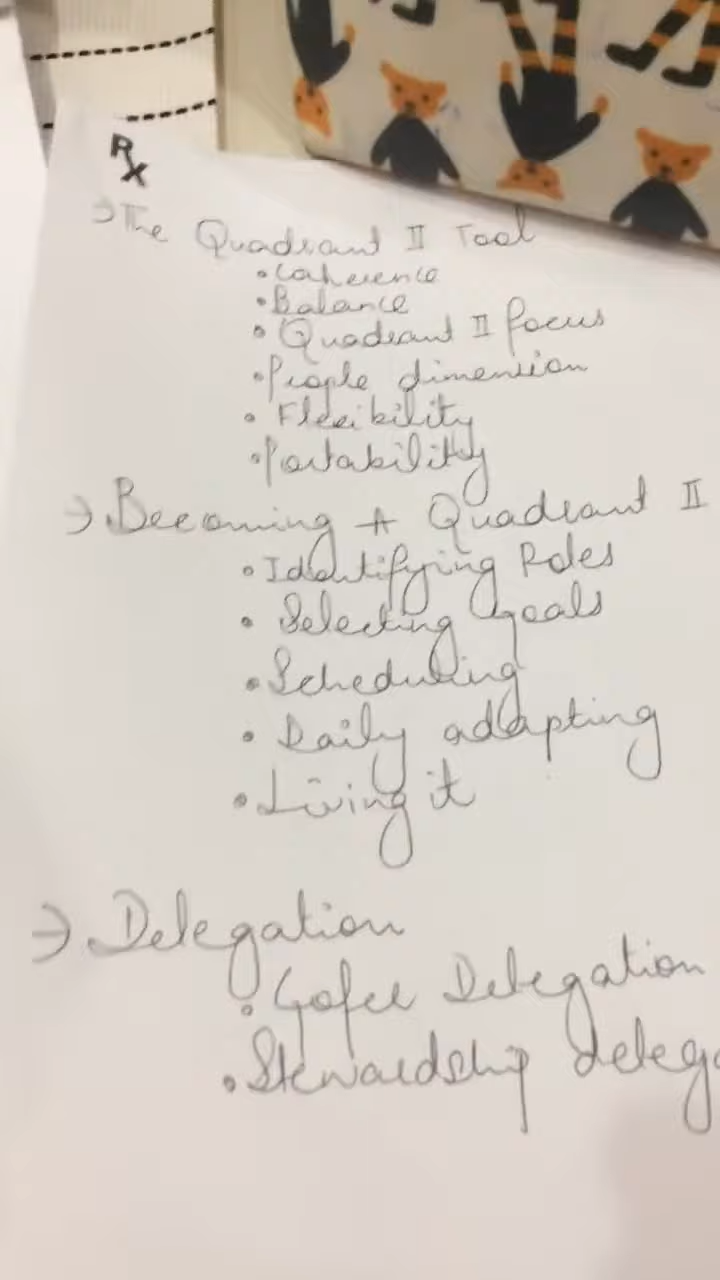 Rx
→ The Quadrant II Tool
• Coherence
• Balance
• Quadrant II focus
• People dimension
• Flexibility
• Portability
→ Becoming A Quadrant II
• Identifying Roles
• Selecting goals
• Scheduling
• Daily adapting
• Living it
→ Delegation
• Gofer Delegation
• Stewardship delega